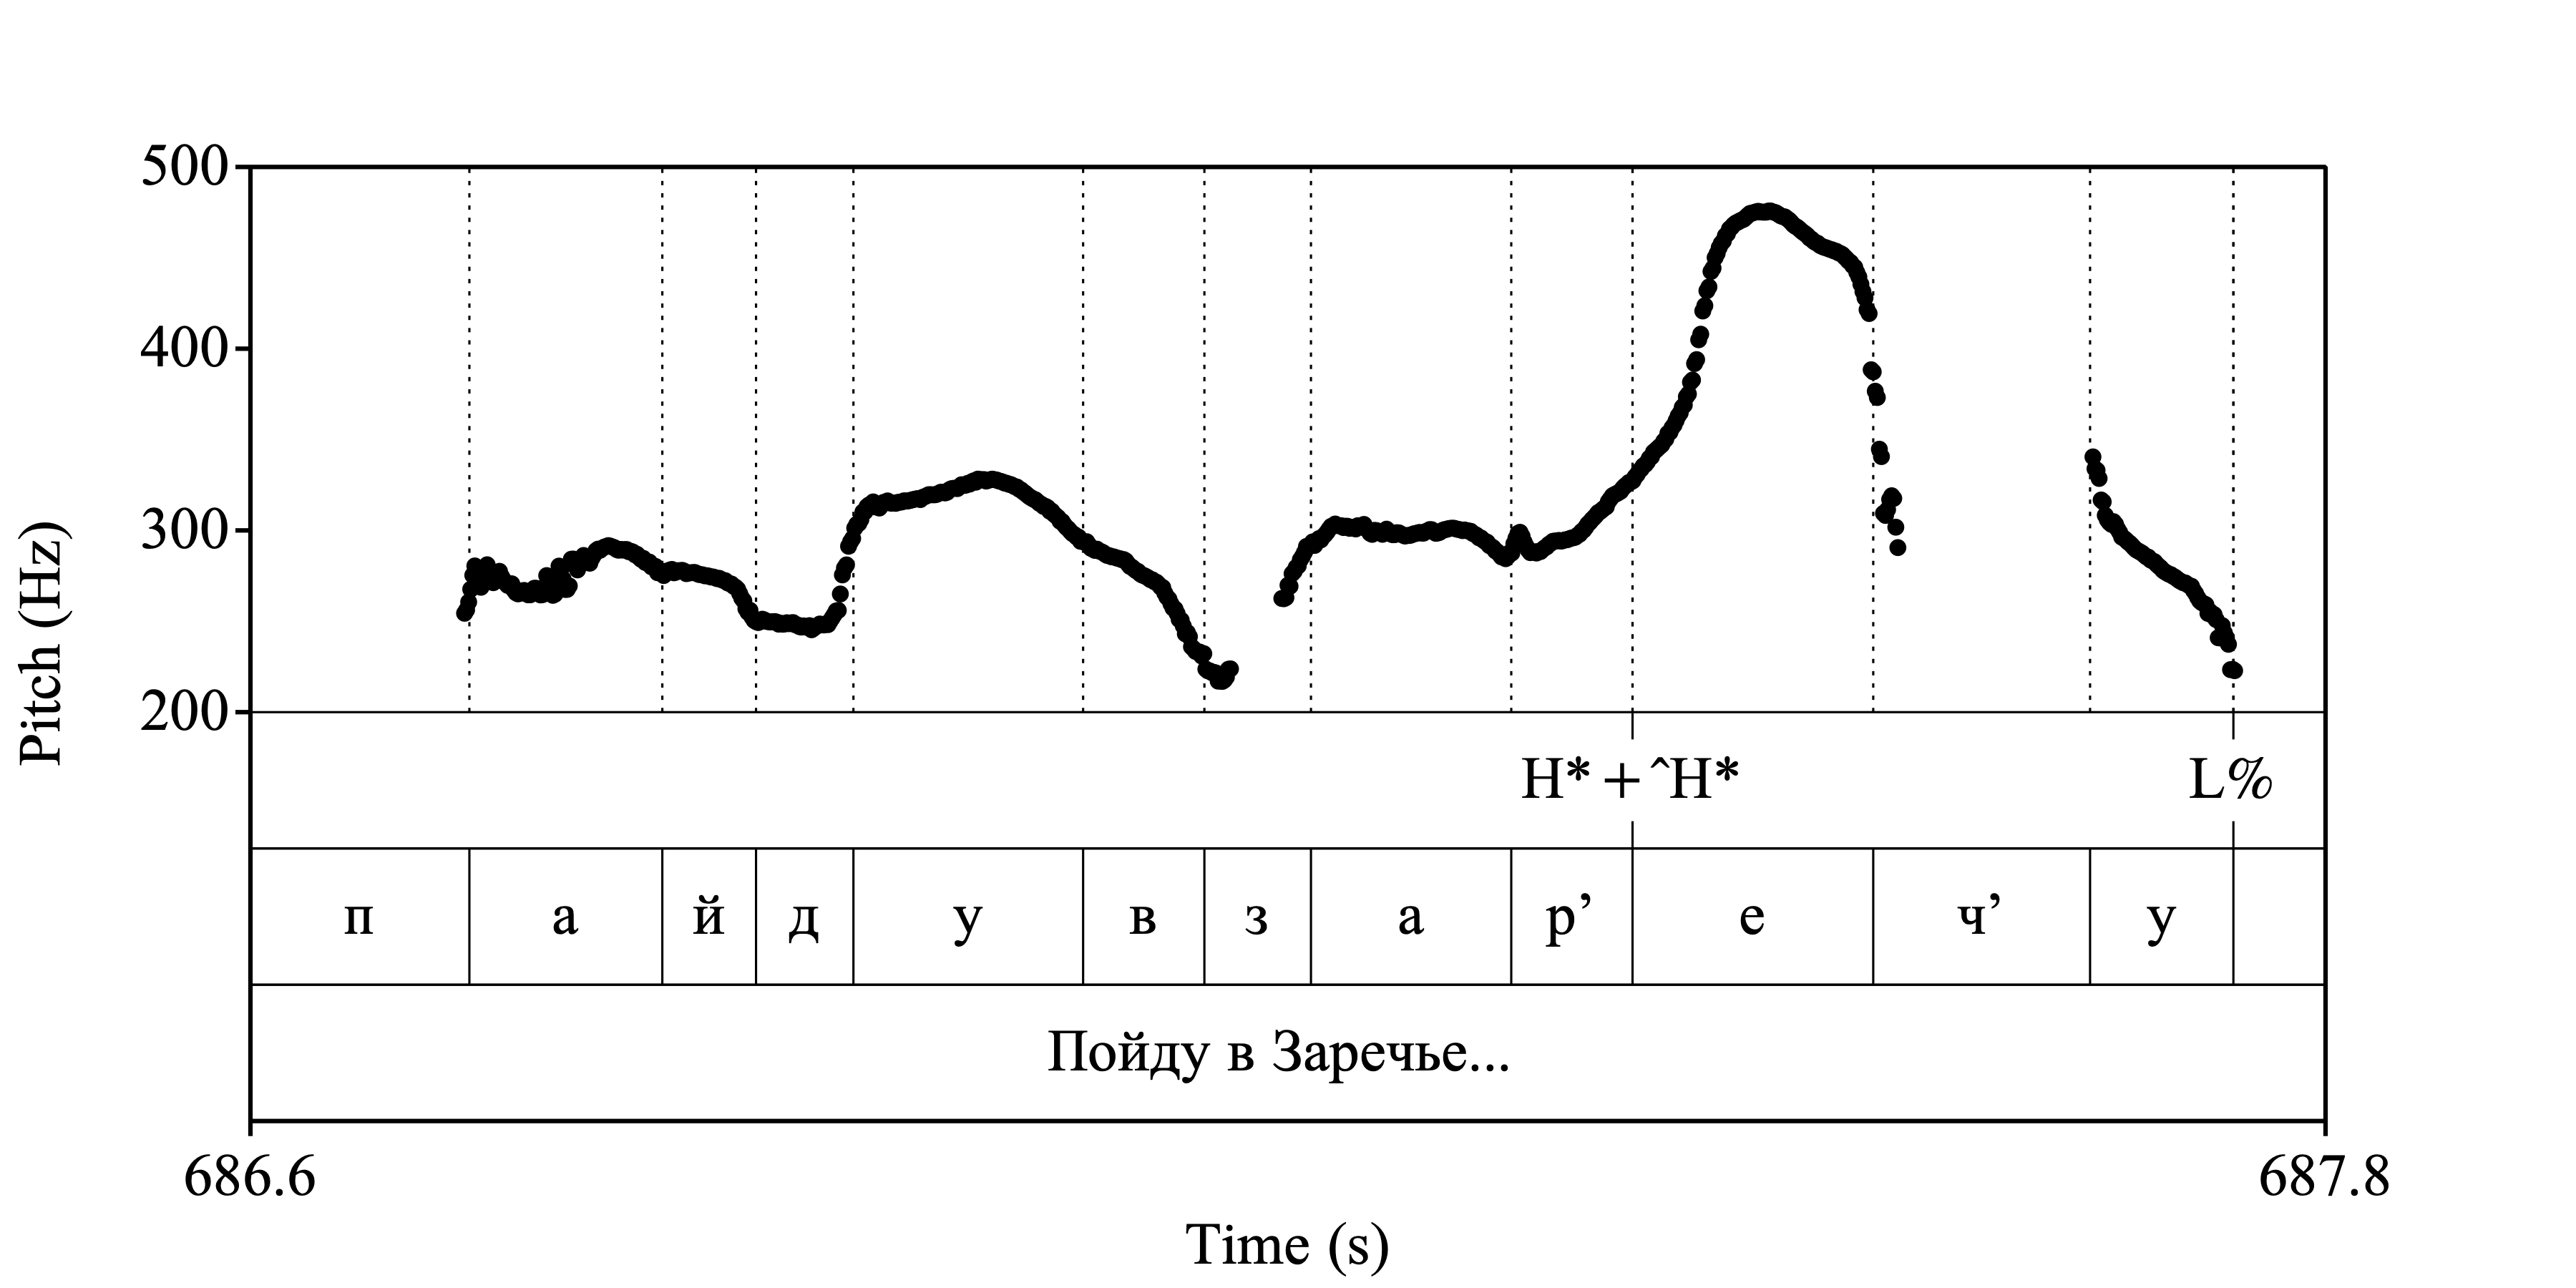 500
400
300
200
Pitch (Hz)
H* + ^H* L%
п а й д у в з а р’ е ч’ у
Пойду в Заречье...
686.6 687.8
Time (s)